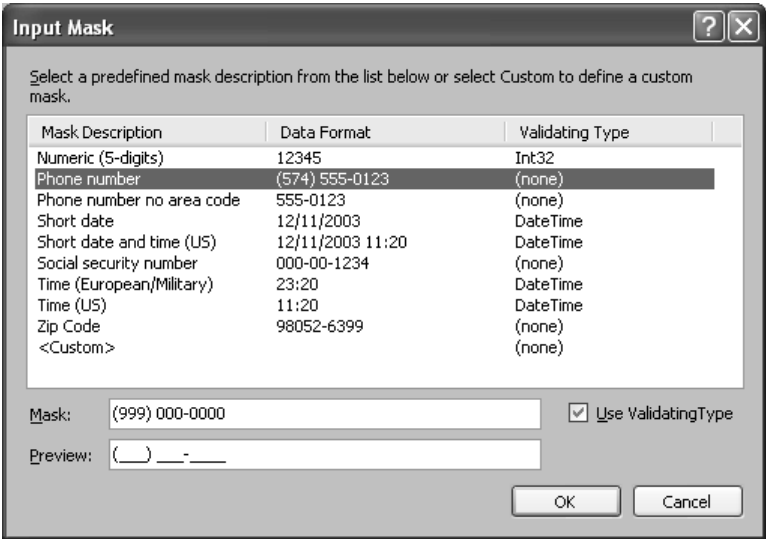 Input Mask
Select a predefined mask description from the list below or select Custom to define a custom
mask.
Mask Description Data Format Validating Type
Numeric (5-digits) 12345 Int32
Phone number (574) 555-0123 (none)
Phone number no area code 555-0123 (none)
Short date 12/11/2003 DateTime
Short date and time (US) 12/11/2003 11:20 DateTime
Social security number 000-00-1234 (none)
Time (European/Military) 23:20 DateTime
Time (US) 11:20 DateTime
Zip Code 98052-6399 (none)
<Custom> (none)
Mask: (999) 000-0000 Use ValidatingType
Preview: (___) ___-____
OK Cancel